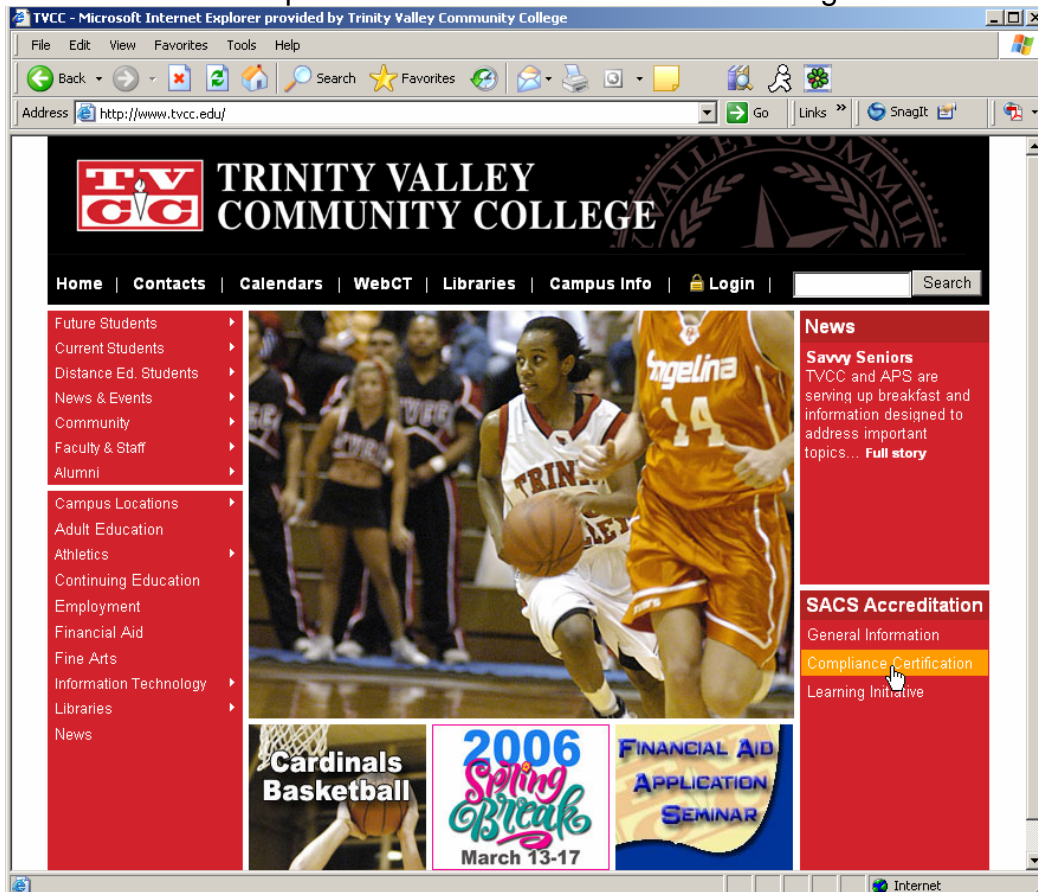 TVCC - Microsoft Internet Explorer provided by Trinity Valley Community College
File Edit View Favorites Tools Help
Back Search Favorites
Address http://www.tvcc.edu/ Go Links » SnagIt
TV
CC
TRINITY VALLEY
COMMUNITY COLLEGE
Home | Contacts | Calendars | WebCT | Libraries | Campus Info | Login | Search
Future Students
Current Students
Distance Ed. Students
News & Events
Community
Faculty & Staff
Alumni
Campus Locations
Adult Education
Athletics
Continuing Education
Employment
Financial Aid
Fine Arts
Information Technology
Libraries
News
Angelina
14
TRIN
News
Savvy Seniors
TVCC and APS are
serving up breakfast and
information designed to
address important
topics... Full story
SACS Accreditation
General Information
Compliance Certification
Learning Initiative
Cardinals
Basketball
2006
Spring
Break
March 13-17
FINANCIAL AID
APPLICATION
SEMINAR
Internet